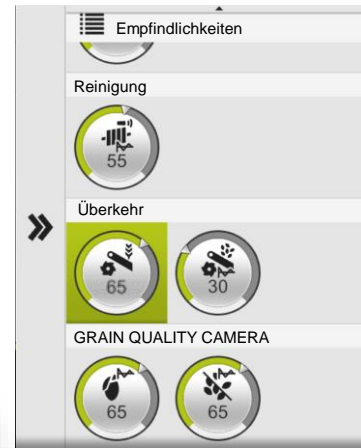 Empfindlichkeiten
Reinigung
55
Überkehr
65 30
GRAIN QUALITY CAMERA
65 65